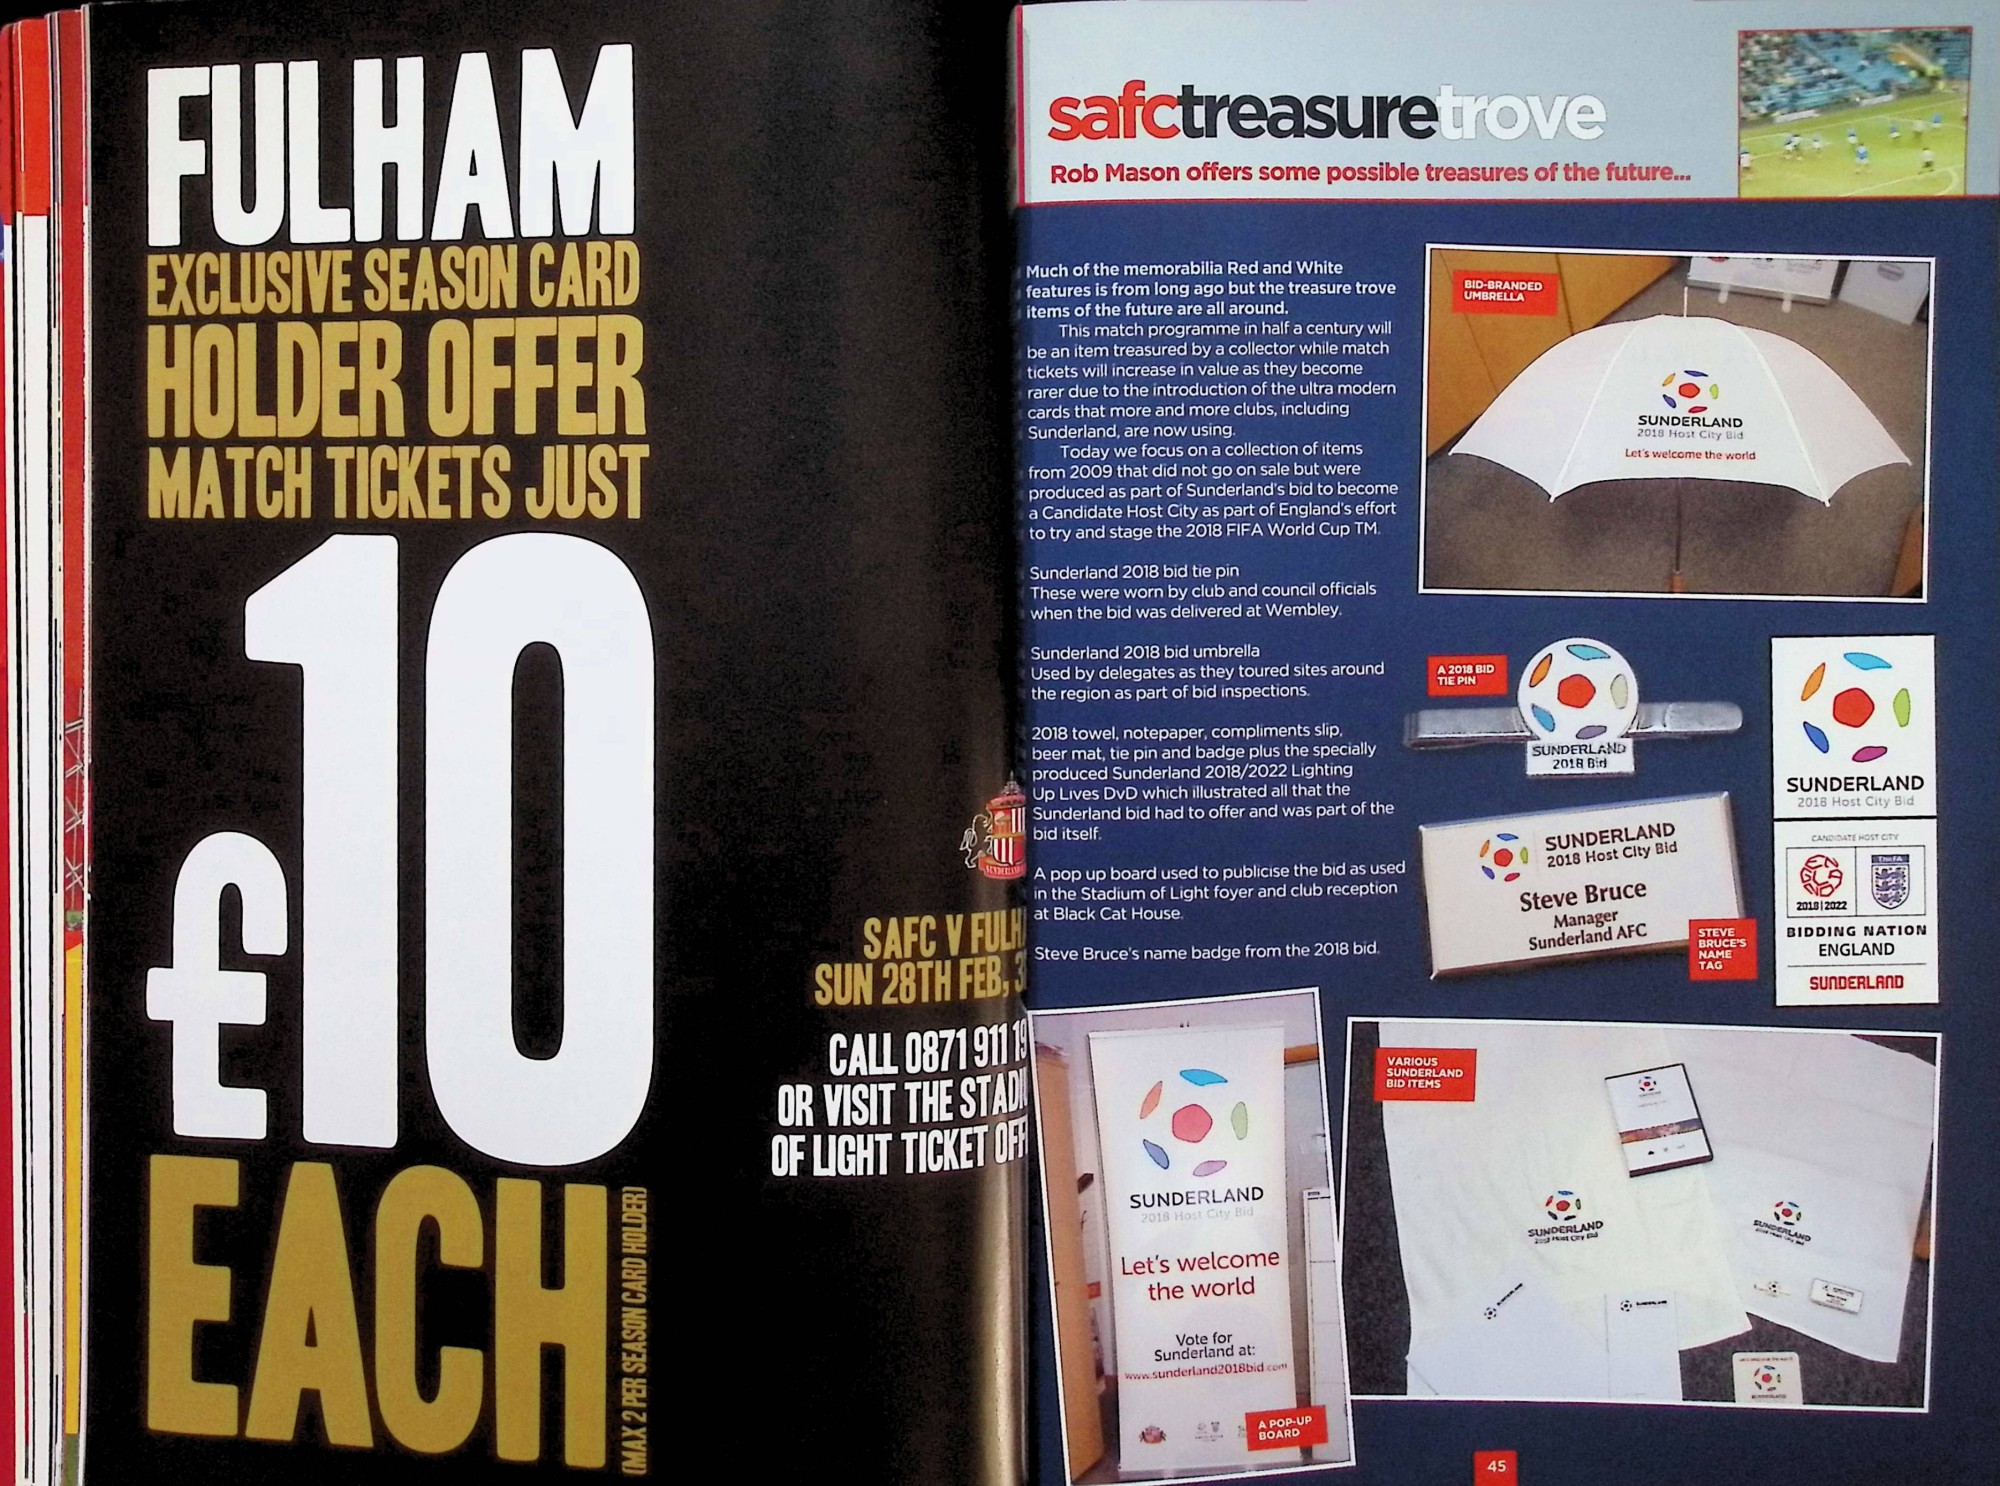 FULHAM
EXCLUSIVE SEASON CARD
HOLDER OFFER
MATCH TICKETS JUST
£10
EACH
(MAX 2 PER SEASON CARD HOLDER)
SUNDERLAND
SAFC V FULH
SUN 28TH FEB, 3
CALL 0871 911 19
OR VISIT THE STADI
OF LIGHT TICKET OFF
safctreasuretrove
Rob Mason offers some possible treasures of the future...
Much of the memorabilia Red and White
features is from long ago but the treasure trove
items of the future are all around.
This match programme in half a century will
be an item treasured by a collector while match
tickets will increase in value as they become
rarer due to the introduction of the ultra modern
cards that more and more clubs, including
Sunderland, are now using.
Today we focus on a collection of items
from 2009 that did not go on sale but were
produced as part of Sunderland's bid to become
a Candidate Host City as part of England's effort
to try and stage the 2018 FIFA World Cup TM.
Sunderland 2018 bid tie pin
These were worn by club and council officials
when the bid was delivered at Wembley.
Sunderland 2018 bid umbrella
Used by delegates as they toured sites around
the region as part of bid inspections.
2018 towel, notepaper, compliments slip,
beer mat, tie pin and badge plus the specially
produced Sunderland 2018/2022 Lighting
Up Lives DvD which illustrated all that the
Sunderland bid had to offer and was part of the
bid itself.
A pop up board used to publicise the bid as used
in the Stadium of Light foyer and club reception
at Black Cat House.
Steve Bruce's name badge from the 2018 bid.
BID-BRANDED
UMBRELLA
SUNDERLAND
2018 Host City Bid
Let's welcome the world
A 2018 BID
TIE PIN
SUNDERLAND
2018 Bid
SUNDERLAND
2018 Host City Bid
CANDIDATE HOST CITY
2018|2022
TheFA
BIDDING NATION
ENGLAND
SUNDERLAND
SUNDERLAND
2018 Host City Bid
Steve Bruce
Manager
Sunderland AFC
STEVE
BRUCE'S
NAME
TAG
SUNDERLAND
2018 Host City Bid
Let's welcome
the world
Vote for
Sunderland at:
www.sunderland2018bid.com
A POP-UP
BOARD
VARIOUS
SUNDERLAND
BID ITEMS
SUNDERLAND
2018 Host City Bid
SUNDERLAND
2018 Host City Bid
SUNDERLAND
SUNDERLAND
45